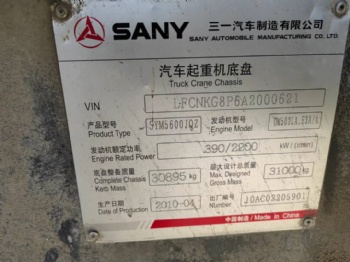 SANY 三一汽车制造有限公司
SANY AUTOMOBILE MANUFACTURING CO., LTD.
汽车起重机底盘
Truck Crane Chassis
VIN LFCNKG8P6A2000621
产品型号 Product Type SYM5600JQZ 发动机型号 Engine Model
发动机额定功率 Engine Rated Power 390/2200 kW/(r/min)
底盘整备质量 Complete Chassis Kerb Mass 30895 kg 最大设计总质量 Max. Designed Gross Mass 31000 kg
生产日期 Date of Production 2010-04 出厂编号 Number 10AC03205901
中国制造/Made in China